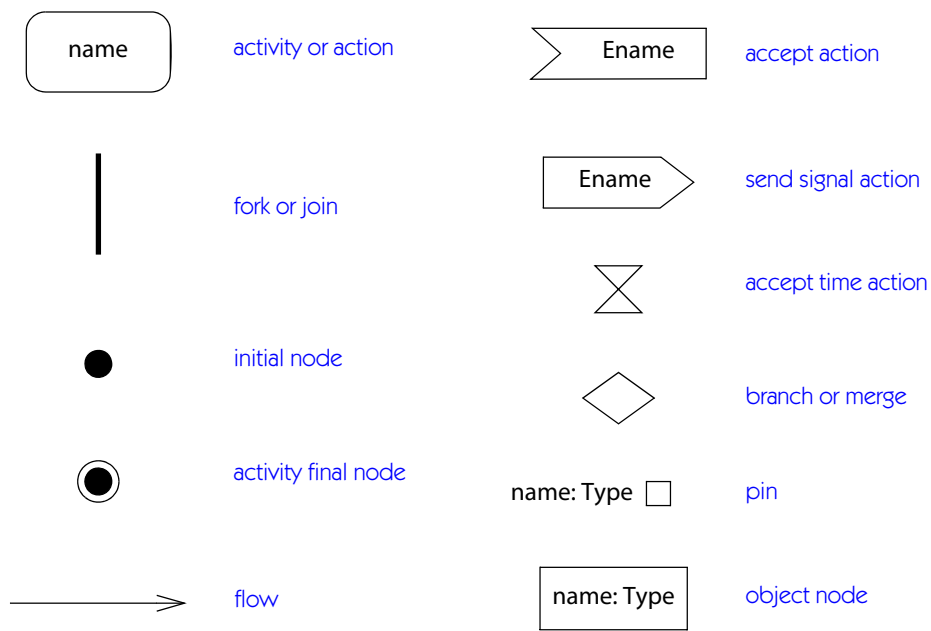 name
activity or action
fork or join
initial node
activity final node
flow
Ename
accept action
Ename
send signal action
accept time action
branch or merge
name: Type
pin
name: Type
object node